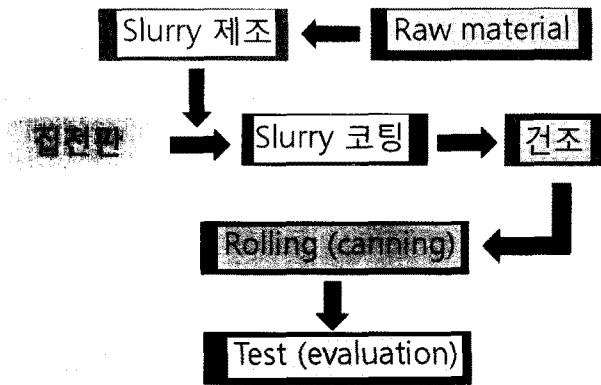 Slurry 제조
Raw material
집전판
Slurry 코팅
건조
Rolling (canning)
Test (evaluation)